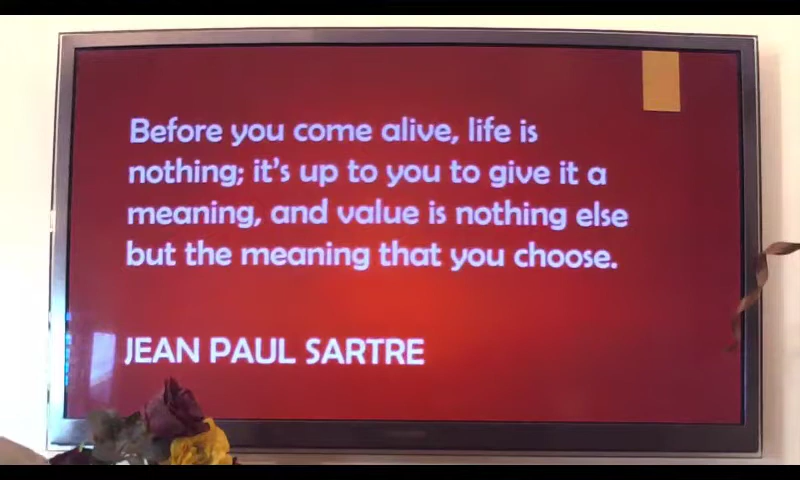 Before you come alive, life is
nothing; it's up to you to give it a
meaning, and value is nothing else
but the meaning that you choose.
JEAN PAUL SARTRE